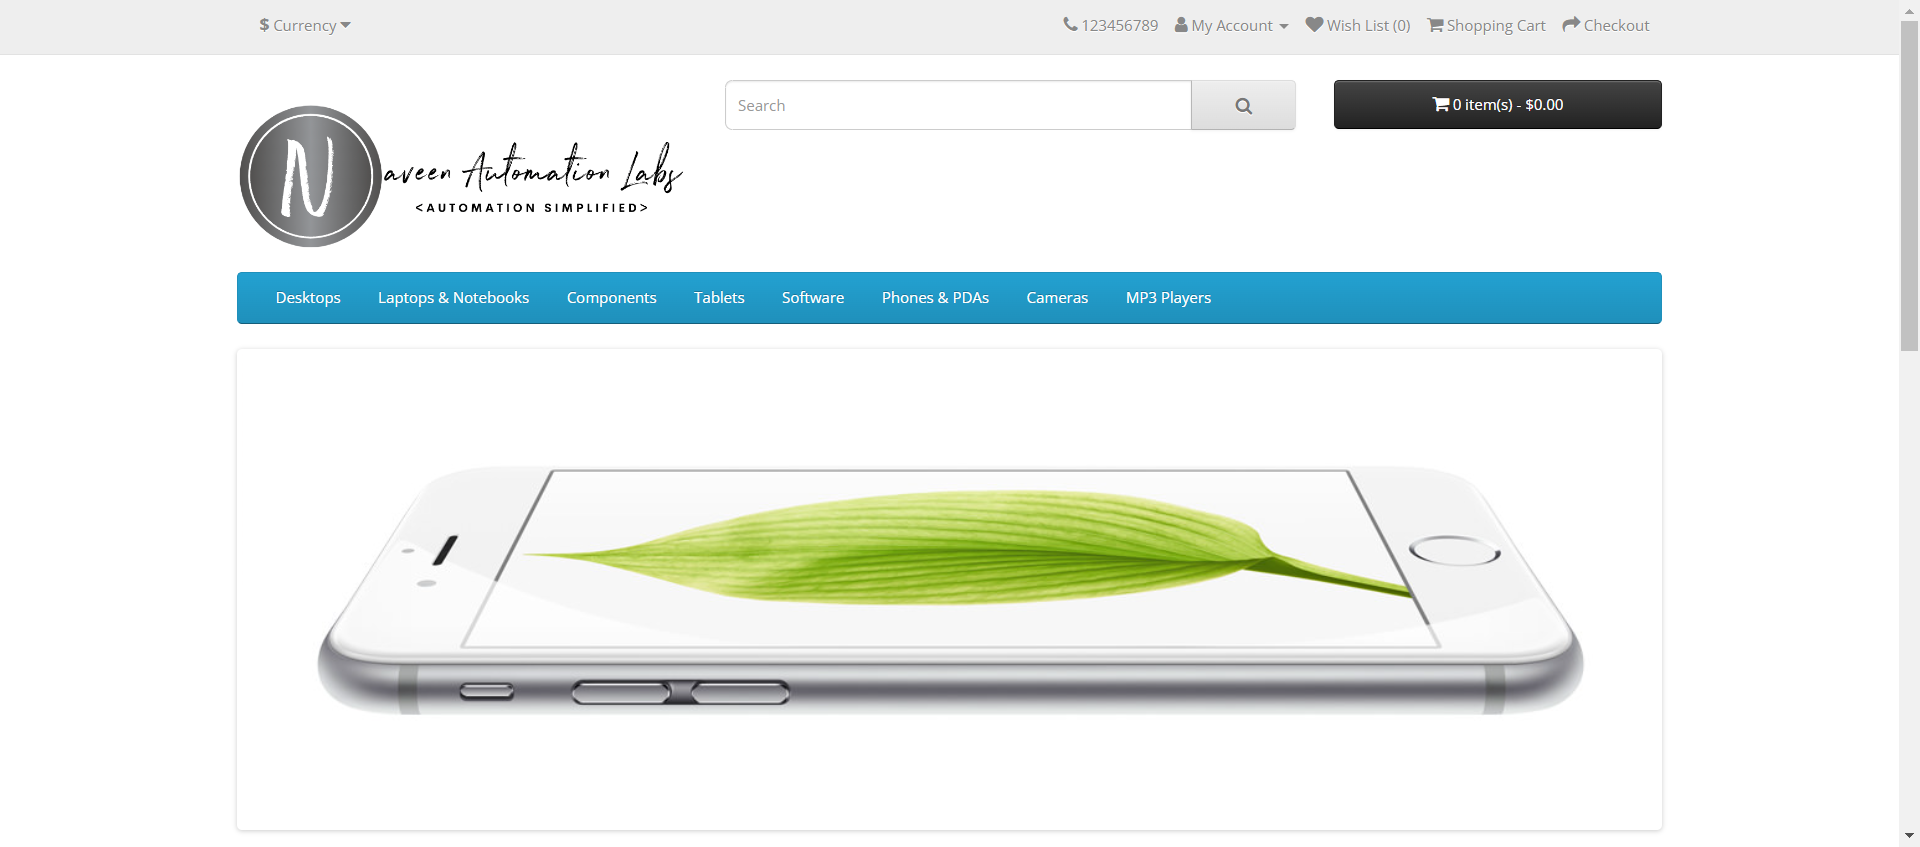 $ Currency
123456789 My Account Wish List (0) Shopping Cart Checkout
Search
0 item(s) - $0.00
Naveen Automation Labs
<AUTOMATION SIMPLIFIED>
Desktops Laptops & Notebooks Components Tablets Software Phones & PDAs Cameras MP3 Players